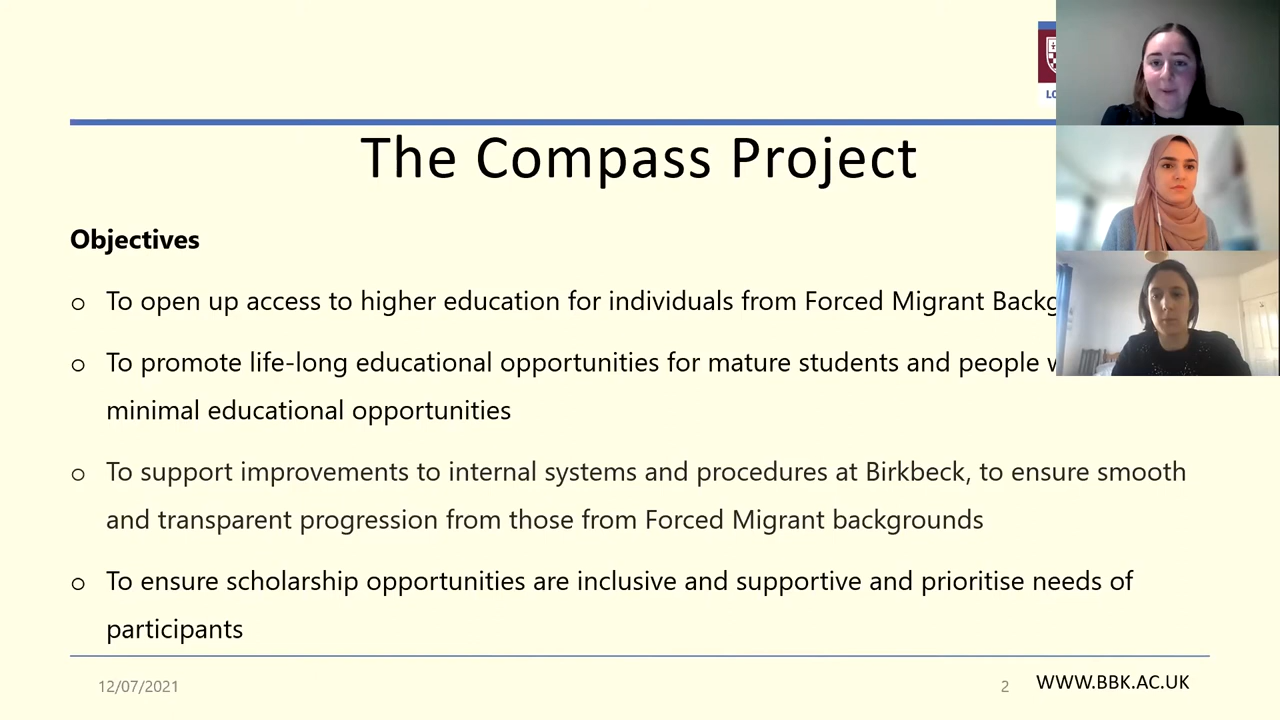 The Compass Project
Objectives
o To open up access to higher education for individuals from Forced Migrant
o To promote life-long educational opportunities for mature students and people
minimal educational opportunities
o To support improvements to internal systems and procedures at Birkbeck, to ensure smooth
and transparent progression from those from Forced Migrant backgrounds
o To ensure scholarship opportunities are inclusive and supportive and prioritise needs of
participants
12/07/2021
2
WWW.BBK.AC.UK